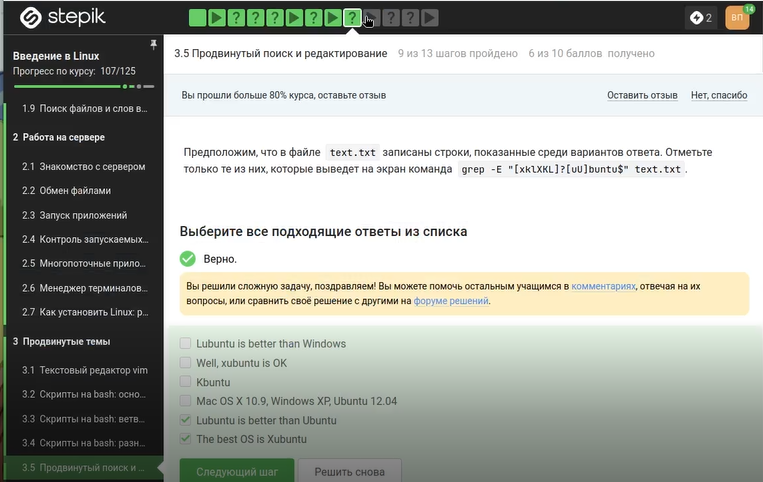 stepik
2
14
ВП
Введение в Linux
Прогресс по курсу: 107/125
3.5 Продвинутый поиск и редактирование 9 из 13 шагов пройдено 6 из 10 баллов получено
Вы прошли больше 80% курса, оставьте отзыв Оставить отзыв Нет, спасибо
1.9 Поиск файлов и слов в...
2 Работа на сервере
2.1 Знакомство с сервером
2.2 Обмен файлами
2.3 Запуск приложений
2.4 Контроль запускаемых...
2.5 Многопоточные прило...
2.6 Менеджер терминалов...
2.7 Как установить Linux: р...
3 Продвинутые темы
3.1 Текстовый редактор vim
3.2 Скрипты на bash: осно...
3.3 Скрипты на bash: ветв...
3.4 Скрипты на bash: разн...
3.5 Продвинутый поиск и ...
Предположим, что в файле text.txt записаны строки, показанные среди вариантов ответа. Отметьте
только те из них, которые выведет на экран команда grep -E "[xklXKL]?[uU]buntu$" text.txt.
Выберите все подходящие ответы из списка
Верно.
Вы решили сложную задачу, поздравляем! Вы можете помочь остальным учащимся в комментариях, отвечая на их
вопросы, или сравнить своё решение с другими на форуме решений.
Lubuntu is better than Windows
Well, xubuntu is OK
Kbuntu
Mac OS X 10.9, Windows XP, Ubuntu 12.04
Lubuntu is better than Ubuntu
The best OS is Xubuntu
Следующий шаг Решить снова